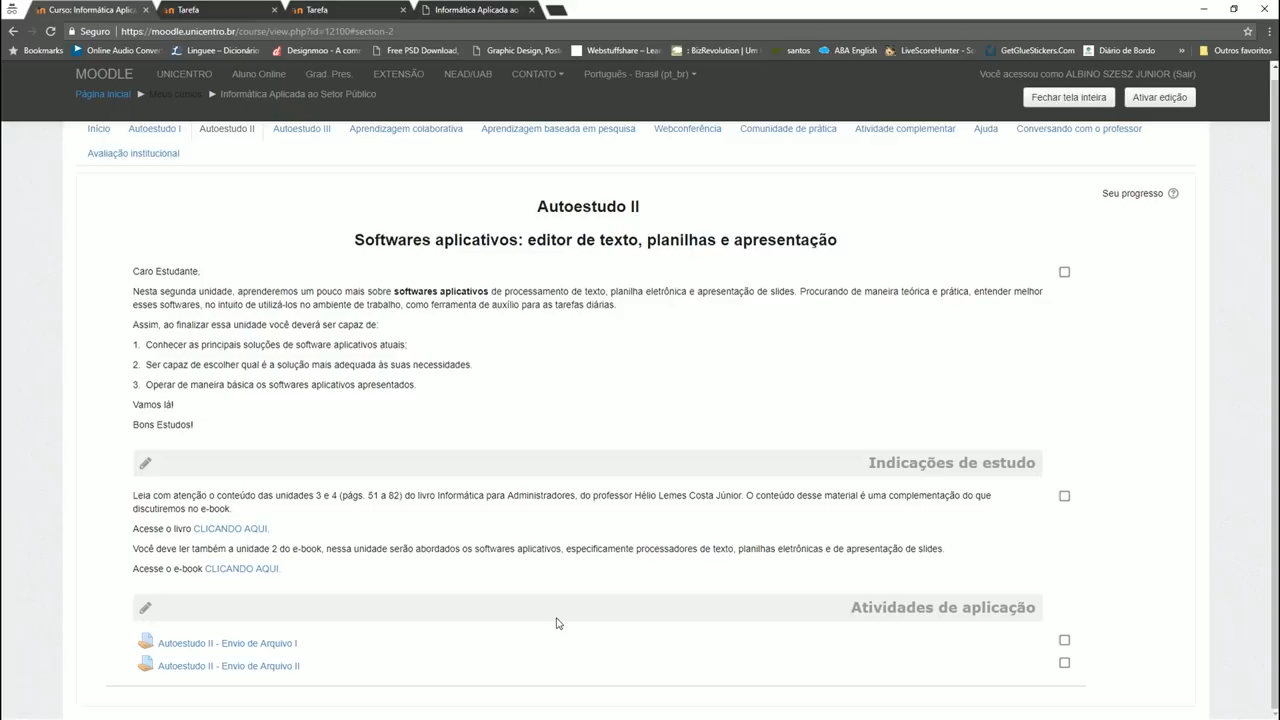 Curso: Informática Aplica
Tarefa
Tarefa
Informática Aplicada ao
Seguro
https://moodle.unicentro.br/course/view.php?id=12100#section-2
Bookmarks
Online Audio Conver
Linguee – Dicionário
Designmoo - A comm
Free PSD Download,
Graphic Design, Post
Webstuffshare – Lear
: BizRevolution | Um
santos
ABA English
LiveScoreHunter - Sc
GetGlueStickers.Com
Diário de Bordo
»
Outros favoritos
MOODLE
UNICENTRO
Aluno Online
Grad. Pres.
EXTENSÃO
NEAD/UAB
CONTATO
Português - Brasil (pt_br)
Você acessou como ALBINO SZESZ JUNIOR (Sair)
Página inicial ► Meus cursos ► Informática Aplicada ao Setor Público
Fechar tela inteira
Ativar edição
Início
Autoestudo I
Autoestudo II
Autoestudo III
Aprendizagem colaborativa
Aprendizagem baseada em pesquisa
Webconferência
Comunidade de prática
Atividade complementar
Ajuda
Conversando com o professor
Avaliação institucional
Seu progresso
Autoestudo II
Softwares aplicativos: editor de texto, planilhas e apresentação
Caro Estudante,
Nesta segunda unidade, aprenderemos um pouco mais sobre softwares aplicativos de processamento de texto, planilha eletrônica e apresentação de slides. Procurando de maneira teórica e prática, entender melhor
esses softwares, no intuito de utilizá-los no ambiente de trabalho, como ferramenta de auxílio para as tarefas diárias.
Assim, ao finalizar essa unidade você deverá ser capaz de:
1. Conhecer as principais soluções de software aplicativos atuais;
2. Ser capaz de escolher qual é a solução mais adequada às suas necessidades.
3. Operar de maneira básica os softwares aplicativos apresentados.
Vamos lá!
Bons Estudos!
Indicações de estudo
Leia com atenção o conteúdo das unidades 3 e 4 (págs. 51 a 82) do livro Informática para Administradores, do professor Hélio Lemes Costa Júnior. O conteúdo desse material é uma complementação do que
discutiremos no e-book.
Acesse o livro CLICANDO AQUI.
Você deve ler também a unidade 2 do e-book, nessa unidade serão abordados os softwares aplicativos, especificamente processadores de texto, planilhas eletrônicas e de apresentação de slides.
Acesse o e-book CLICANDO AQUI.
Atividades de aplicação
Autoestudo II - Envio de Arquivo I
Autoestudo II - Envio de Arquivo II